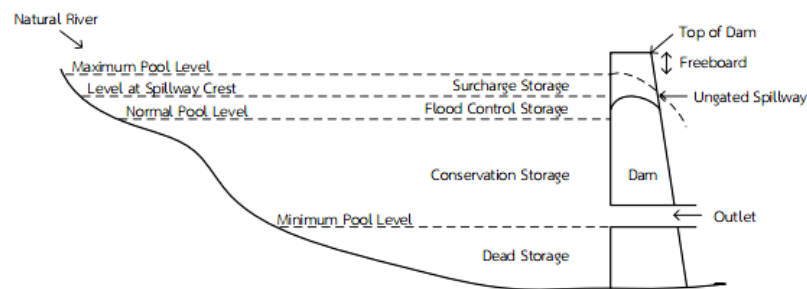 Natural River
Top of Dam
Freeboard
Maximum Pool Level
Surcharge Storage
Level at Spillway Crest
Ungated Spillway
Flood Control Storage
Normal Pool Level
Conservation Storage
Dam
Minimum Pool Level
Outlet
Dead Storage